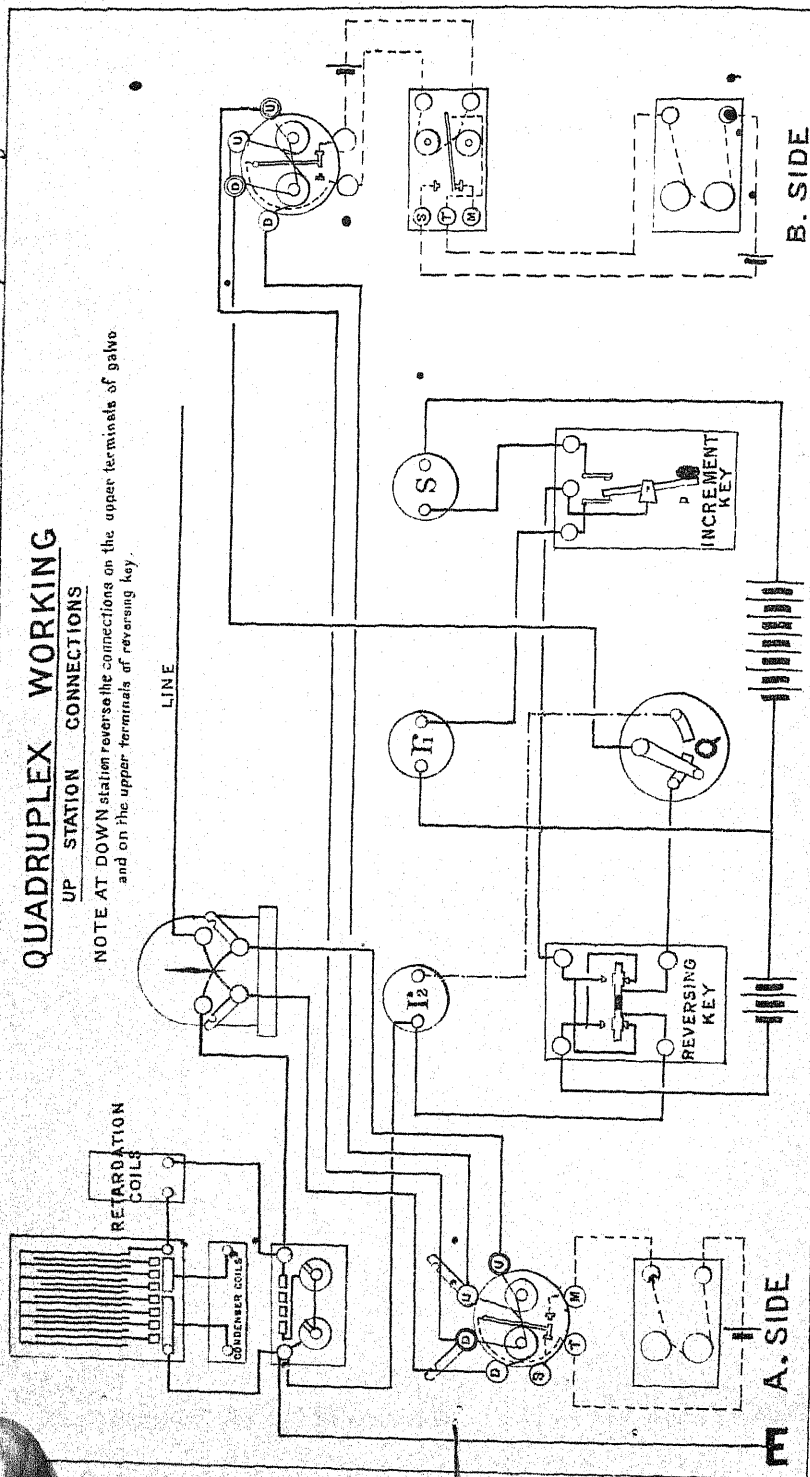 QUADRUPLEX WORKING
UP STATION CONNECTIONS
NOTE AT DOWN station reverse the connections on the upper terminals of galvo
and on the upper terminals of reversing key.
LINE
RETARDATION
COILS
CONDENSER COILS
U
U
D
D
S
T
M
D
D
U
U
S
T
M
S
INCREMENT
KEY
Q
REVERSING
KEY
E
A. SIDE
B. SIDE